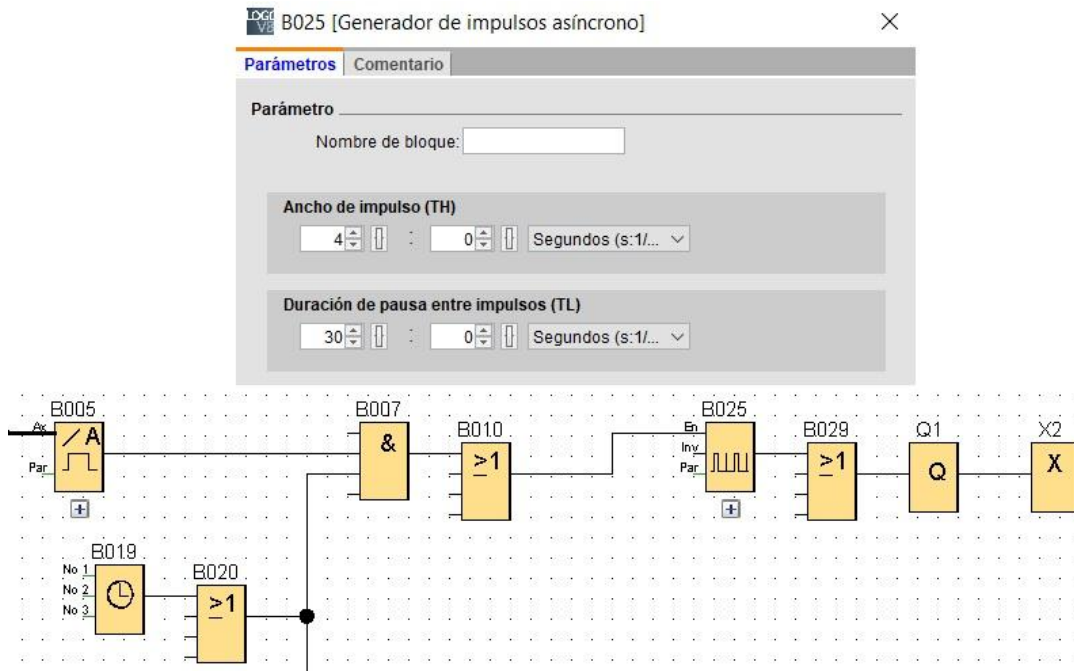 LOGO V8 B025 [Generador de impulsos asíncrono]
Parámetros Comentario
Parámetro
Nombre de bloque:
Ancho de impulso (TH)
4 : 0 Segundos (s:1/...
Duración de pausa entre impulsos (TL)
30 : 0 Segundos (s:1/...
B005 B007 B025
Ax A & B010 En B029 Q1 X2
Par >1 Inv >1 Q X
Par
B019
No 1 B020
No 2 >1
No 3